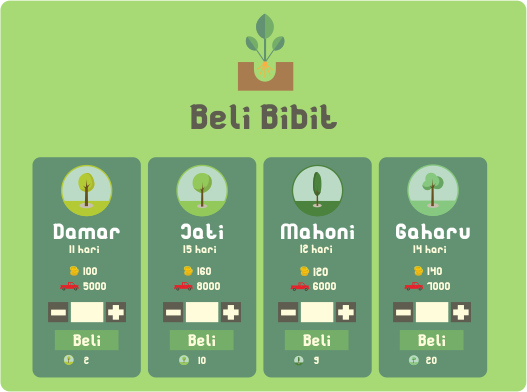 Beli Bibit
Damar
11 hari
100
5000
Beli
2
Jati
15 hari
160
8000
Beli
10
Mahoni
12 hari
120
6000
Beli
9
Gaharu
14 hari
140
7000
Beli
20